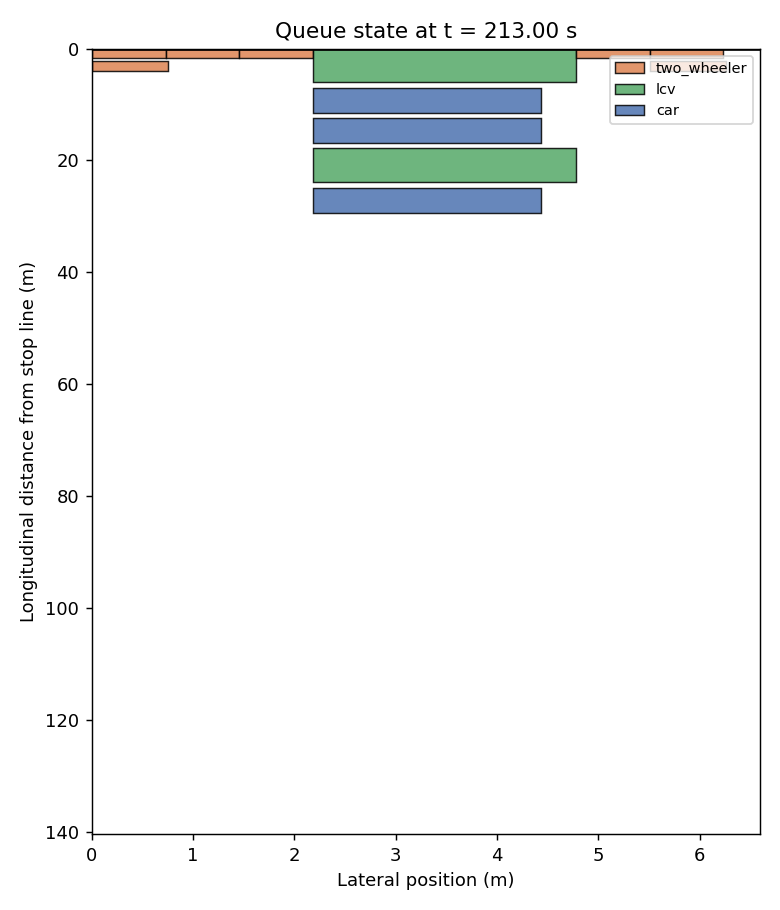 Queue state at t = 213.00 s
two_wheeler
lcv
car
Longitudinal distance from stop line (m)
0
20
40
60
80
100
120
140
0 1 2 3 4 5 6
Lateral position (m)